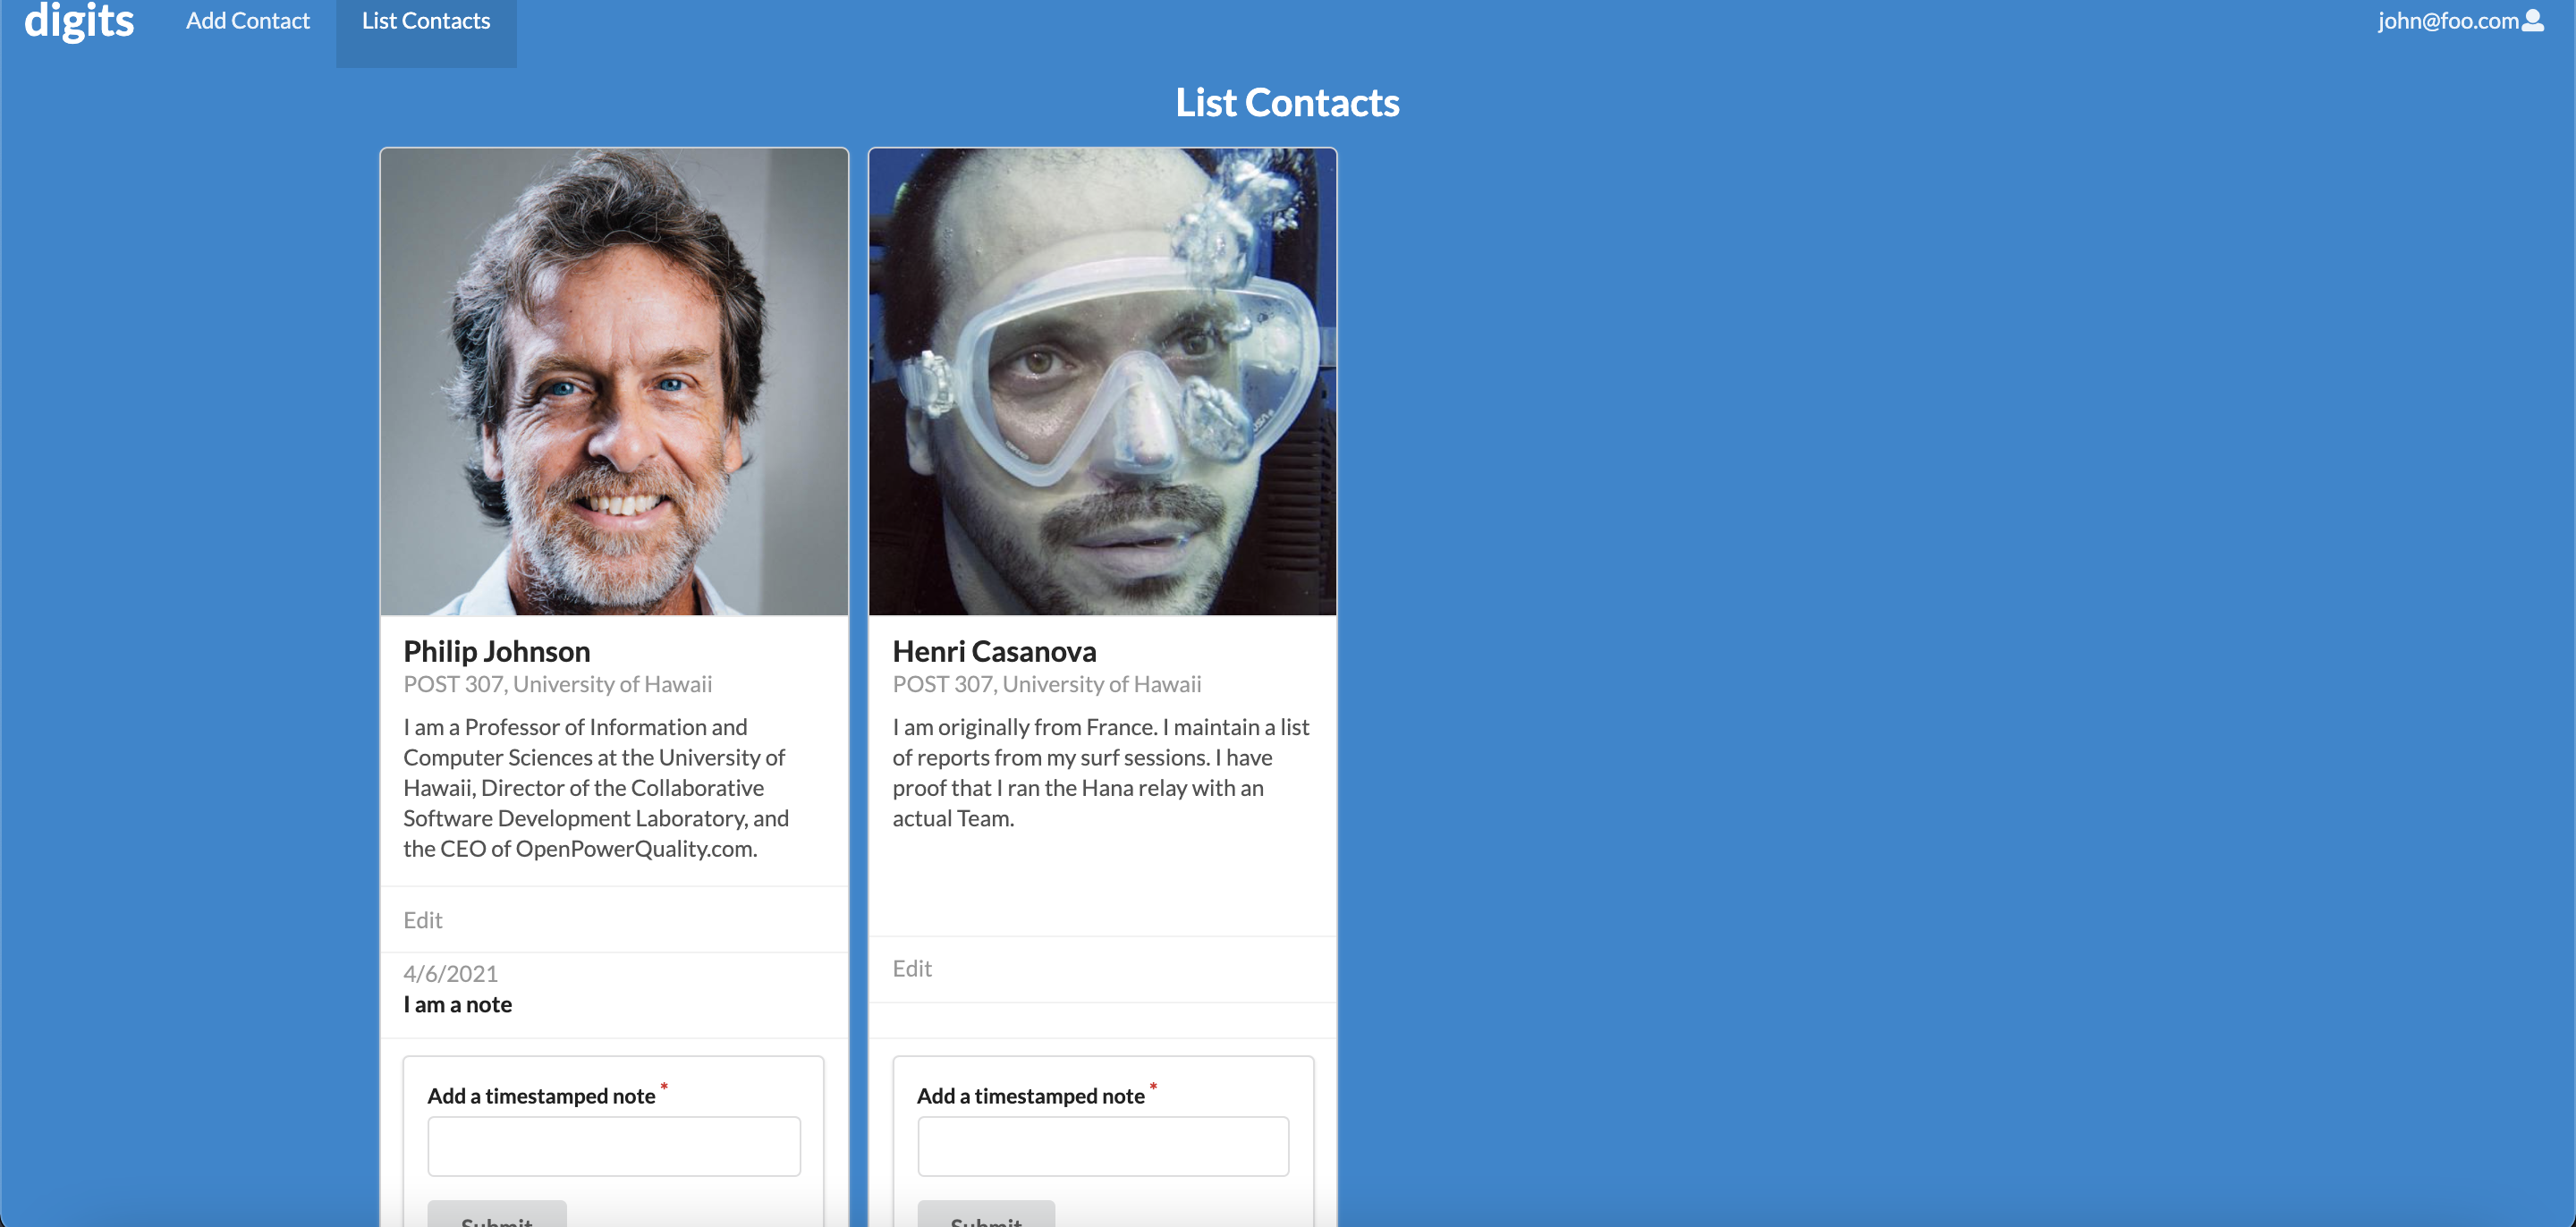 digits
Add Contact
List Contacts
john@foo.com
List Contacts
Philip Johnson
POST 307, University of Hawaii
I am a Professor of Information and
Computer Sciences at the University of
Hawaii, Director of the Collaborative
Software Development Laboratory, and
the CEO of OpenPowerQuality.com.
Edit
4/6/2021
I am a note
Add a timestamped note *
Submit
Henri Casanova
POST 307, University of Hawaii
I am originally from France. I maintain a list
of reports from my surf sessions. I have
proof that I ran the Hana relay with an
actual Team.
Edit
Add a timestamped note *
Submit